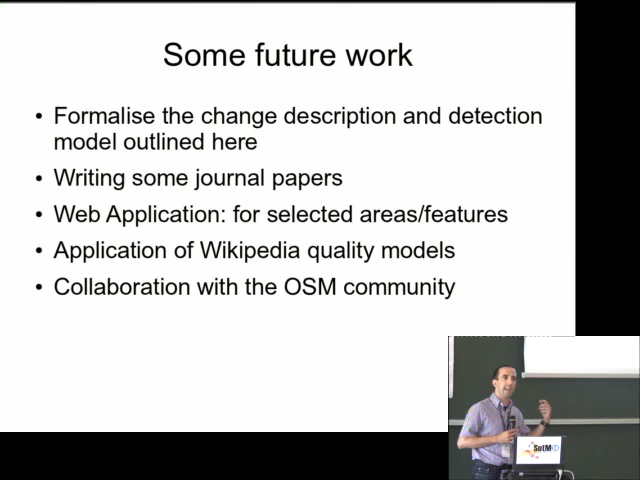 Some future work
• Formalise the change description and detection
model outlined here
• Writing some journal papers
• Web Application: for selected areas/features
• Application of Wikipedia quality models
• Collaboration with the OSM community
SotM